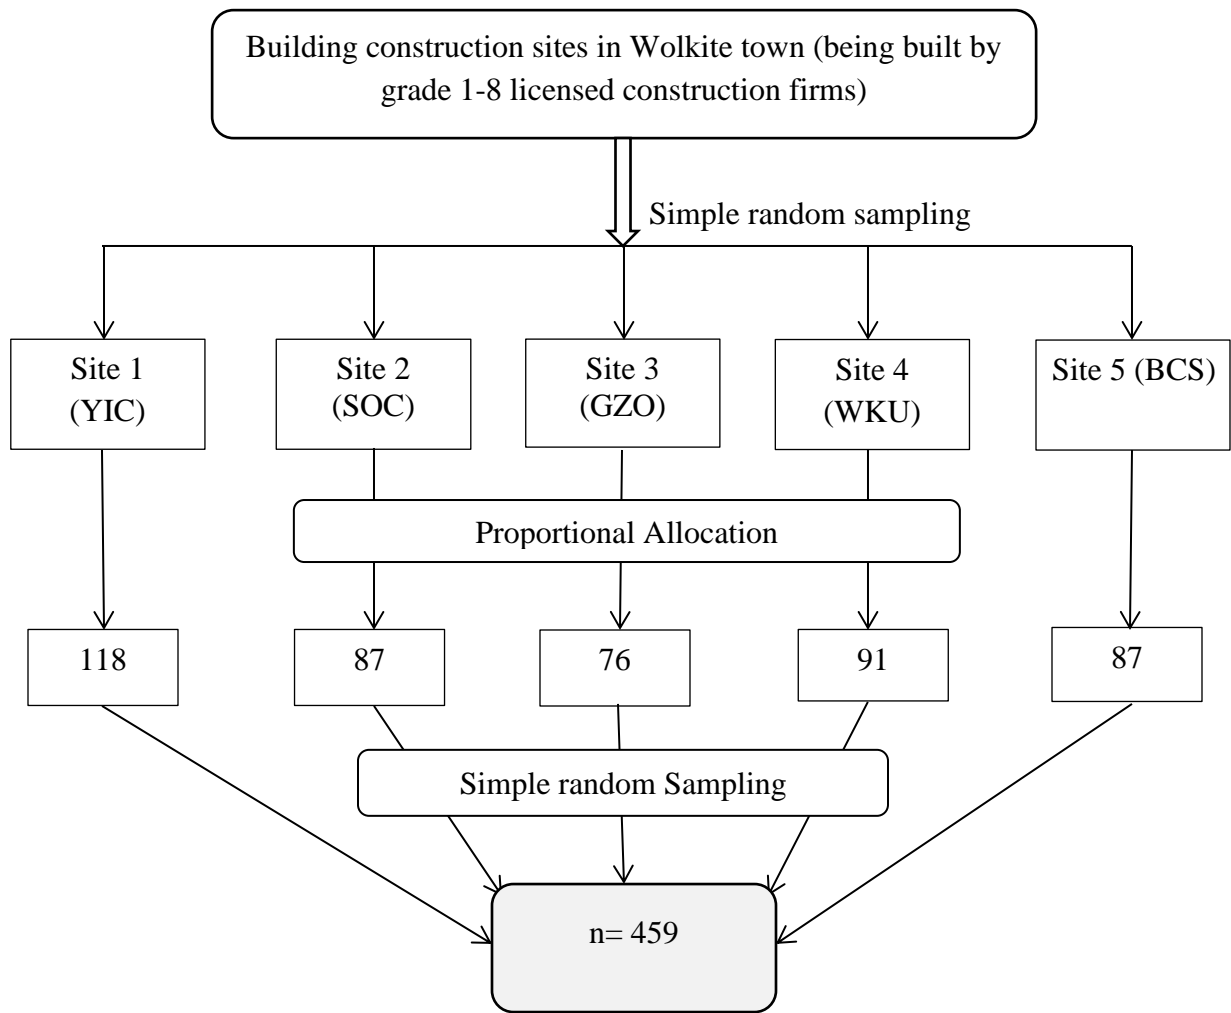 Building construction sites in Wolkite town (being built by
grade 1-8 licensed construction firms)
Simple random sampling
Site 1
(YIC)
Site 2
(SOC)
Site 3
(GZO)
Site 4
(WKU)
Site 5 (BCS)
Proportional Allocation
118
87
76
91
87
Simple random Sampling
n= 459